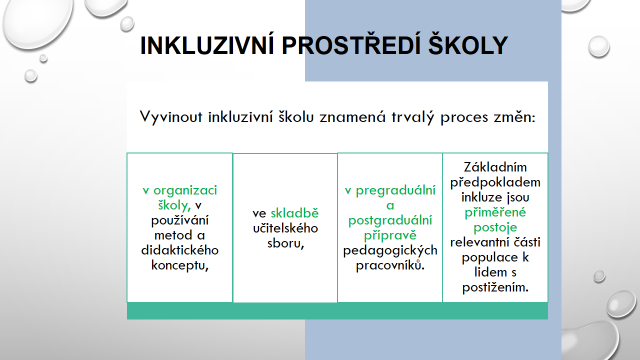 INKLUZIVNÍ PROSTŘEDÍ ŠKOLY
Vyvinout inkluzivní školu znamená trvalý proces změn:
v organizaci
školy, v
používání
metod a
didaktického
konceptu,
ve skladbě
učitelského
sboru,
v pregraduální
a
postgraduální
přípravě
pedagogických
pracovníků.
Základním
předpokladem
inkluze jsou
přiměřené
postoje
relevantní části
populace k
lidem s
postižením.